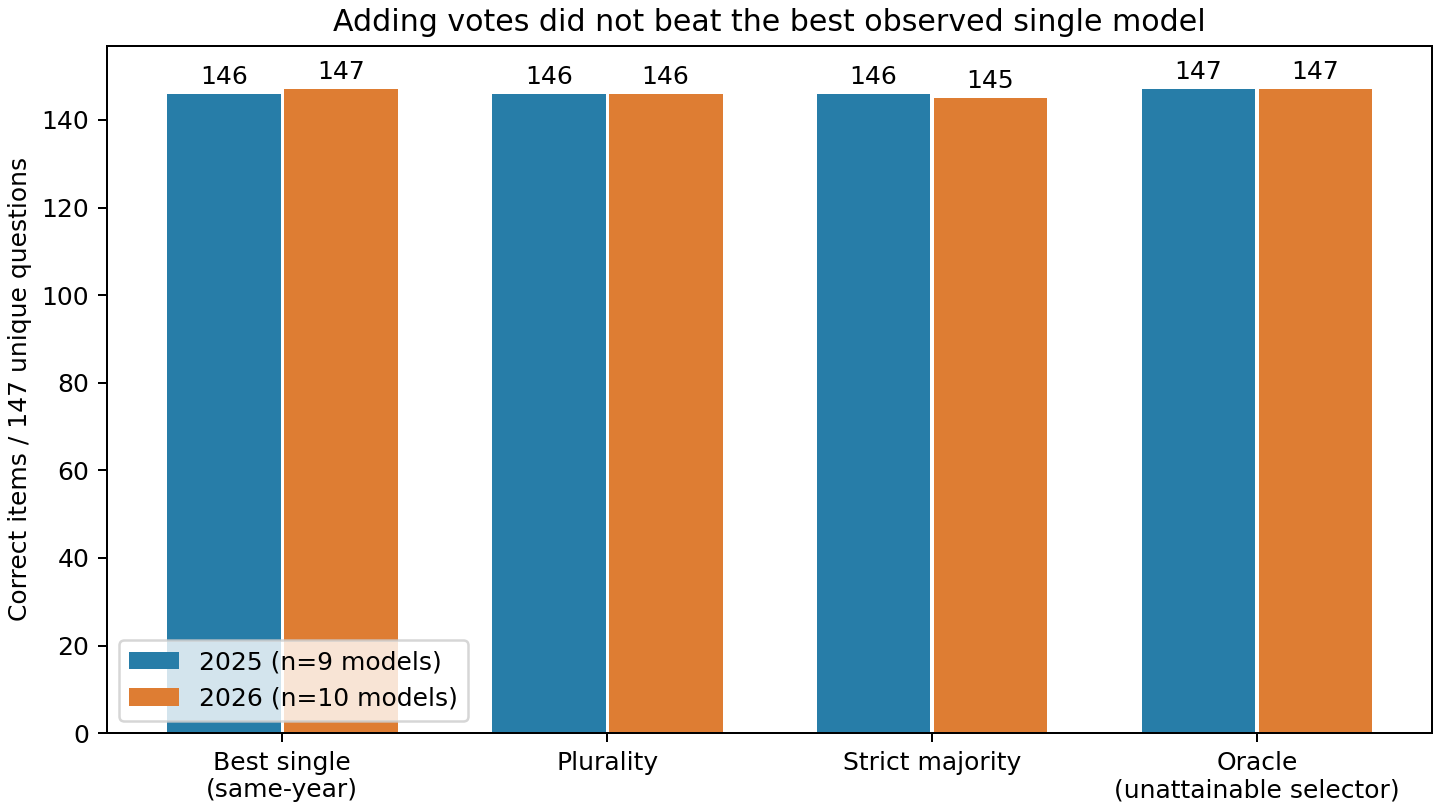 Adding votes did not beat the best observed single model
Correct items / 147 unique questions
140
120
100
80
60
40
20
0
146
147
146
146
146
145
147
147
2025 (n=9 models)
2026 (n=10 models)
Best single
(same-year)
Plurality
Strict majority
Oracle
(unattainable selector)